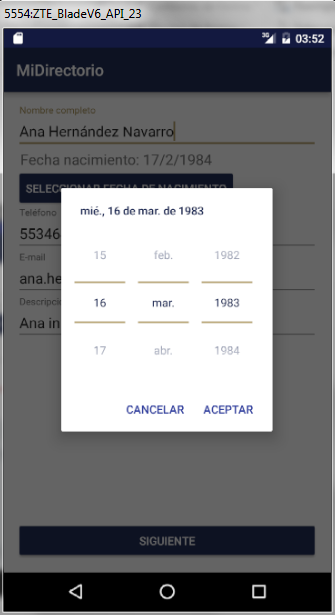 5554:ZTE_BladeV6_API_23
3G 03:52
MiDirectorio
Nombre completo
Ana Hernández Navarro
Fecha nacimiento: 17/2/1984
SELECCIONAR FECHA DE NACIMIENTO
Teléfono
55346
E-mail
ana.he
Descripció
Ana in
mié., 16 de mar. de 1983
15 feb. 1982
16 mar. 1983
17 abr. 1984
CANCELAR ACEPTAR
SIGUIENTE